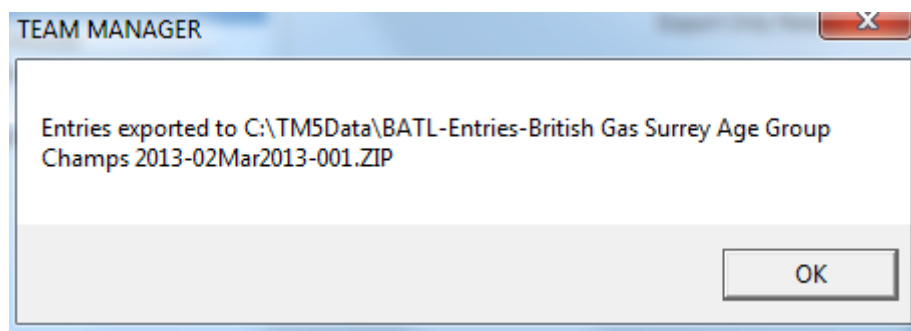 TEAM MANAGER
Entries exported to C:\TM5Data\BATL-Entries-British Gas Surrey Age Group
Champs 2013-02Mar2013-001.ZIP
OK